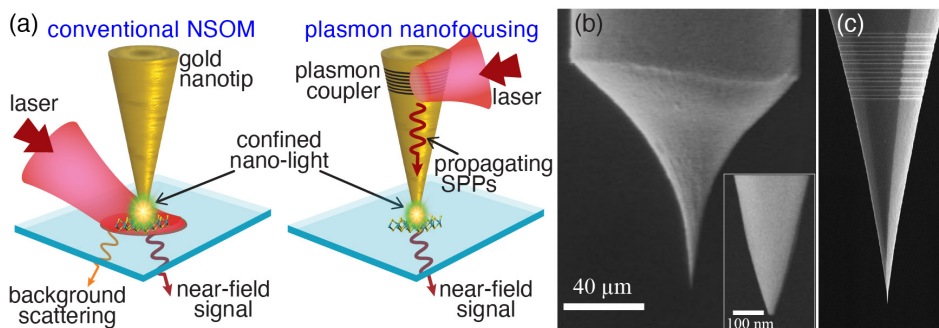 (a)
conventional NSOM
gold
nanotip
laser
confined
nano-light
background
scattering
near-field
signal
plasmon nanofocusing
plasmon
coupler
laser
propagating
SPPs
near-field
signal
(b)
40 μm
100 nm
(c)